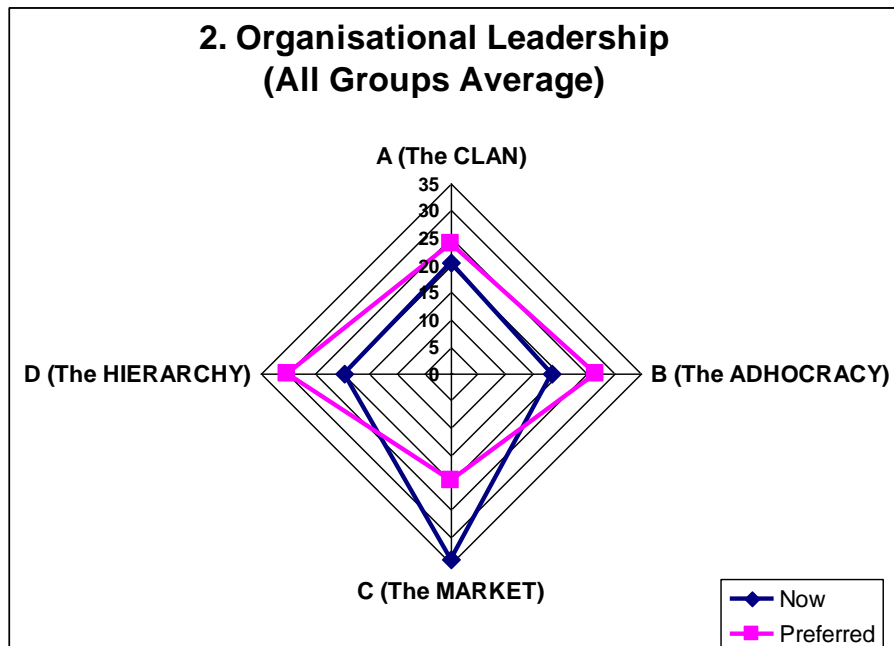 2. Organisational Leadership
(All Groups Average)
A (The CLAN)
35
30
25
20
15
10
5
0
D (The HIERARCHY)
B (The ADHOCRACY)
C (The MARKET)
Now
Preferred